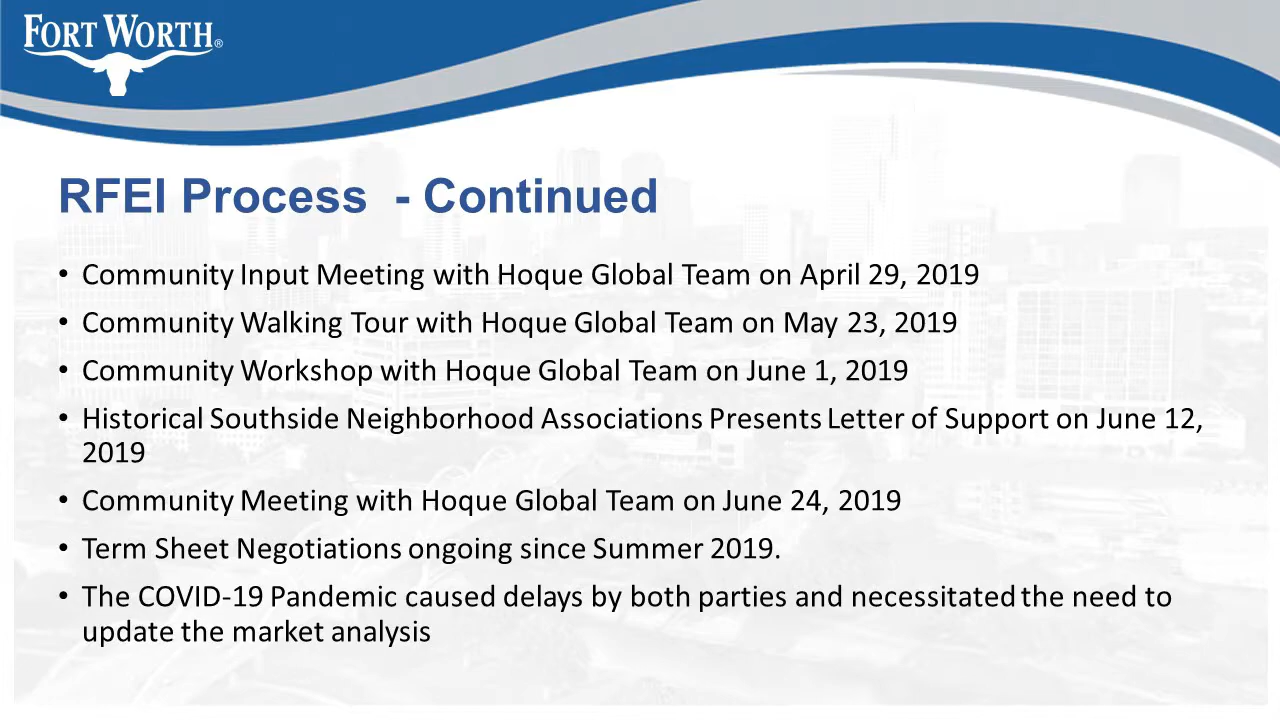 FORT WORTH®
RFEI Process - Continued
• Community Input Meeting with Hoque Global Team on April 29, 2019
• Community Walking Tour with Hoque Global Team on May 23, 2019
• Community Workshop with Hoque Global Team on June 1, 2019
• Historical Southside Neighborhood Associations Presents Letter of Support on June 12,
2019
• Community Meeting with Hoque Global Team on June 24, 2019
• Term Sheet Negotiations ongoing since Summer 2019.
• The COVID-19 Pandemic caused delays by both parties and necessitated the need to
update the market analysis